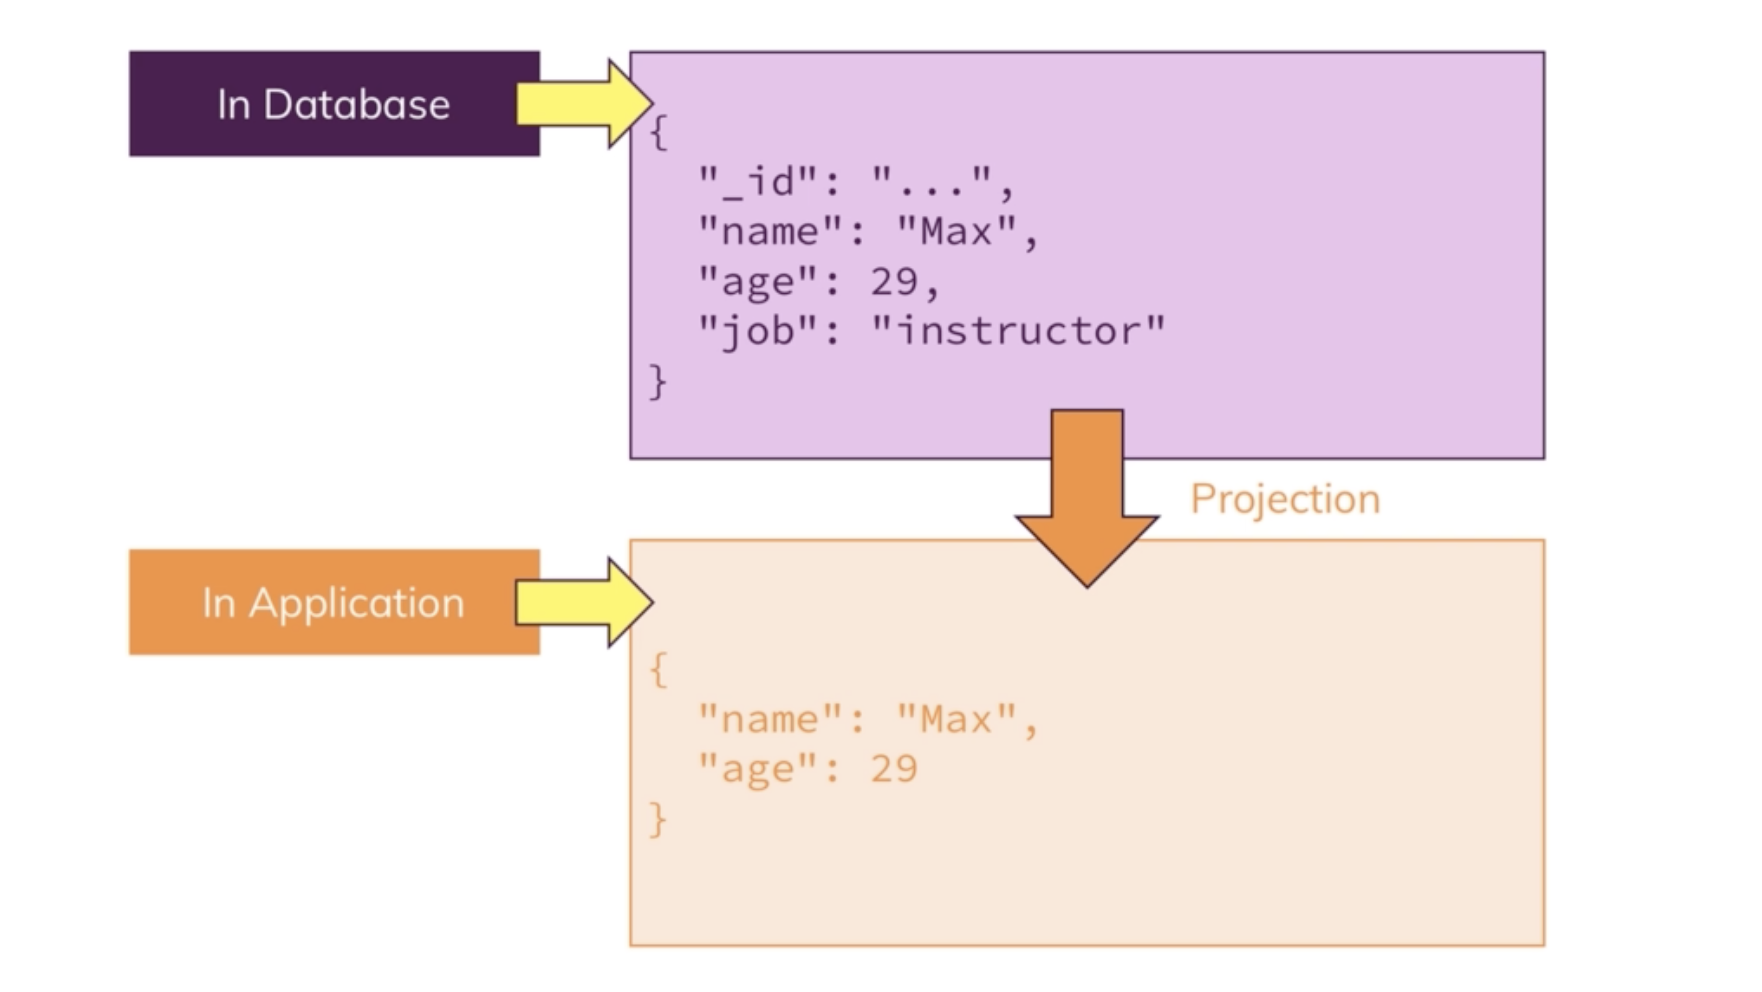 In Database
{
"_id": "...",
"name": "Max",
"age": 29,
"job": "instructor"
}
Projection
In Application
{
"name": "Max",
"age": 29
}